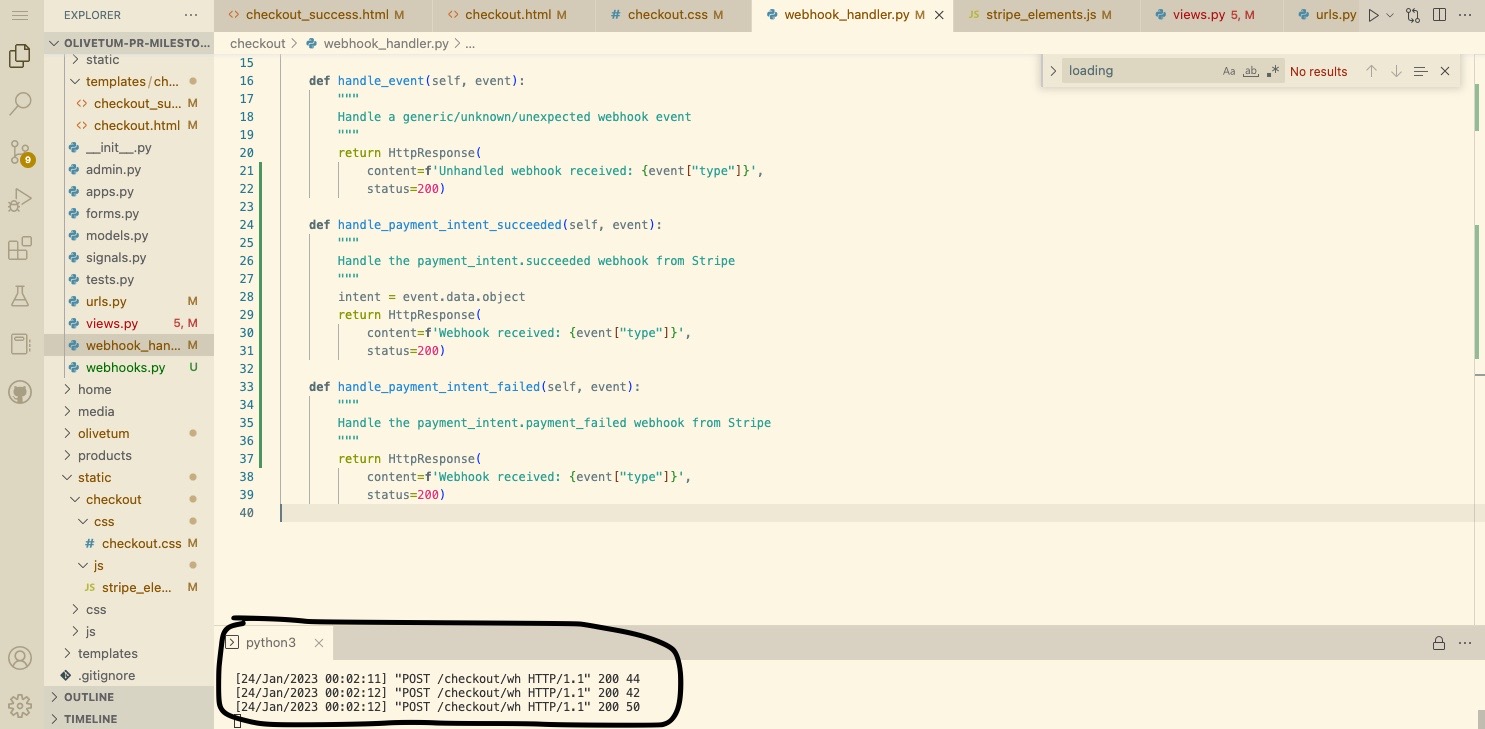 EXPLORER ...
checkout_success.html M
checkout.html M
# checkout.css M
webhook_handler.py M
JS stripe_elements.js M
views.py 5, M
urls.py
OLIVETUM-PR-MILESTO...
static
templates/ch...
checkout_su... M
checkout.html M
__init__.py
admin.py
apps.py
forms.py
models.py
signals.py
tests.py
urls.py M
views.py 5, M
webhook_han... M
webhooks.py U
home
media
olivetum
products
static
checkout
css
# checkout.css M
js
JS stripe_ele... M
css
js
templates
.gitignore
OUTLINE
TIMELINE
9
checkout > webhook_handler.py > ...
loading Aa ab, .* No results
15
16 def handle_event(self, event):
17 """
18 Handle a generic/unknown/unexpected webhook event
19 """
20 return HttpResponse(
21 content=f'Unhandled webhook received: {event["type"]}',
22 status=200)
23
24 def handle_payment_intent_succeeded(self, event):
25 """
26 Handle the payment_intent.succeeded webhook from Stripe
27 """
28 intent = event.data.object
29 return HttpResponse(
30 content=f'Webhook received: {event["type"]}',
31 status=200)
32
33 def handle_payment_intent_failed(self, event):
34 """
35 Handle the payment_intent.payment_failed webhook from Stripe
36 """
37 return HttpResponse(
38 content=f'Webhook received: {event["type"]}',
39 status=200)
40
python3
[24/Jan/2023 00:02:11] "POST /checkout/wh HTTP/1.1" 200 44
[24/Jan/2023 00:02:12] "POST /checkout/wh HTTP/1.1" 200 42
[24/Jan/2023 00:02:12] "POST /checkout/wh HTTP/1.1" 200 50